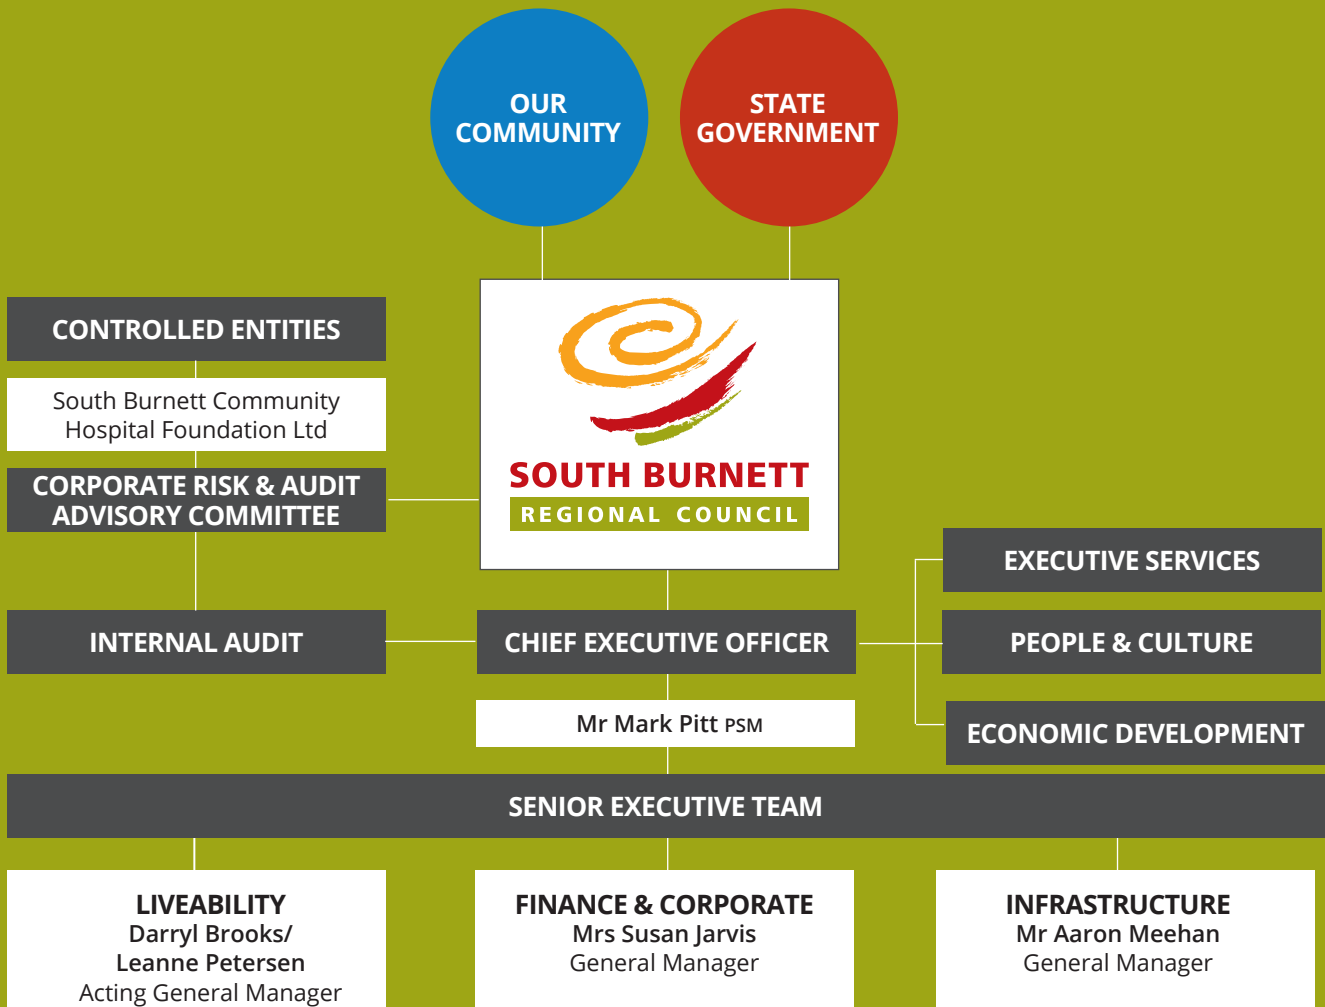 OUR
COMMUNITY
STATE
GOVERNMENT
CONTROLLED ENTITIES
South Burnett Community
Hospital Foundation Ltd
CORPORATE RISK & AUDIT
ADVISORY COMMITTEE
SOUTH BURNETT
REGIONAL COUNCIL
EXECUTIVE SERVICES
INTERNAL AUDIT
CHIEF EXECUTIVE OFFICER
PEOPLE & CULTURE
Mr Mark Pitt PSM
ECONOMIC DEVELOPMENT
SENIOR EXECUTIVE TEAM
LIVEABILITY
Darryl Brooks/
Leanne Petersen
Acting General Manager
FINANCE & CORPORATE
Mrs Susan Jarvis
General Manager
INFRASTRUCTURE
Mr Aaron Meehan
General Manager